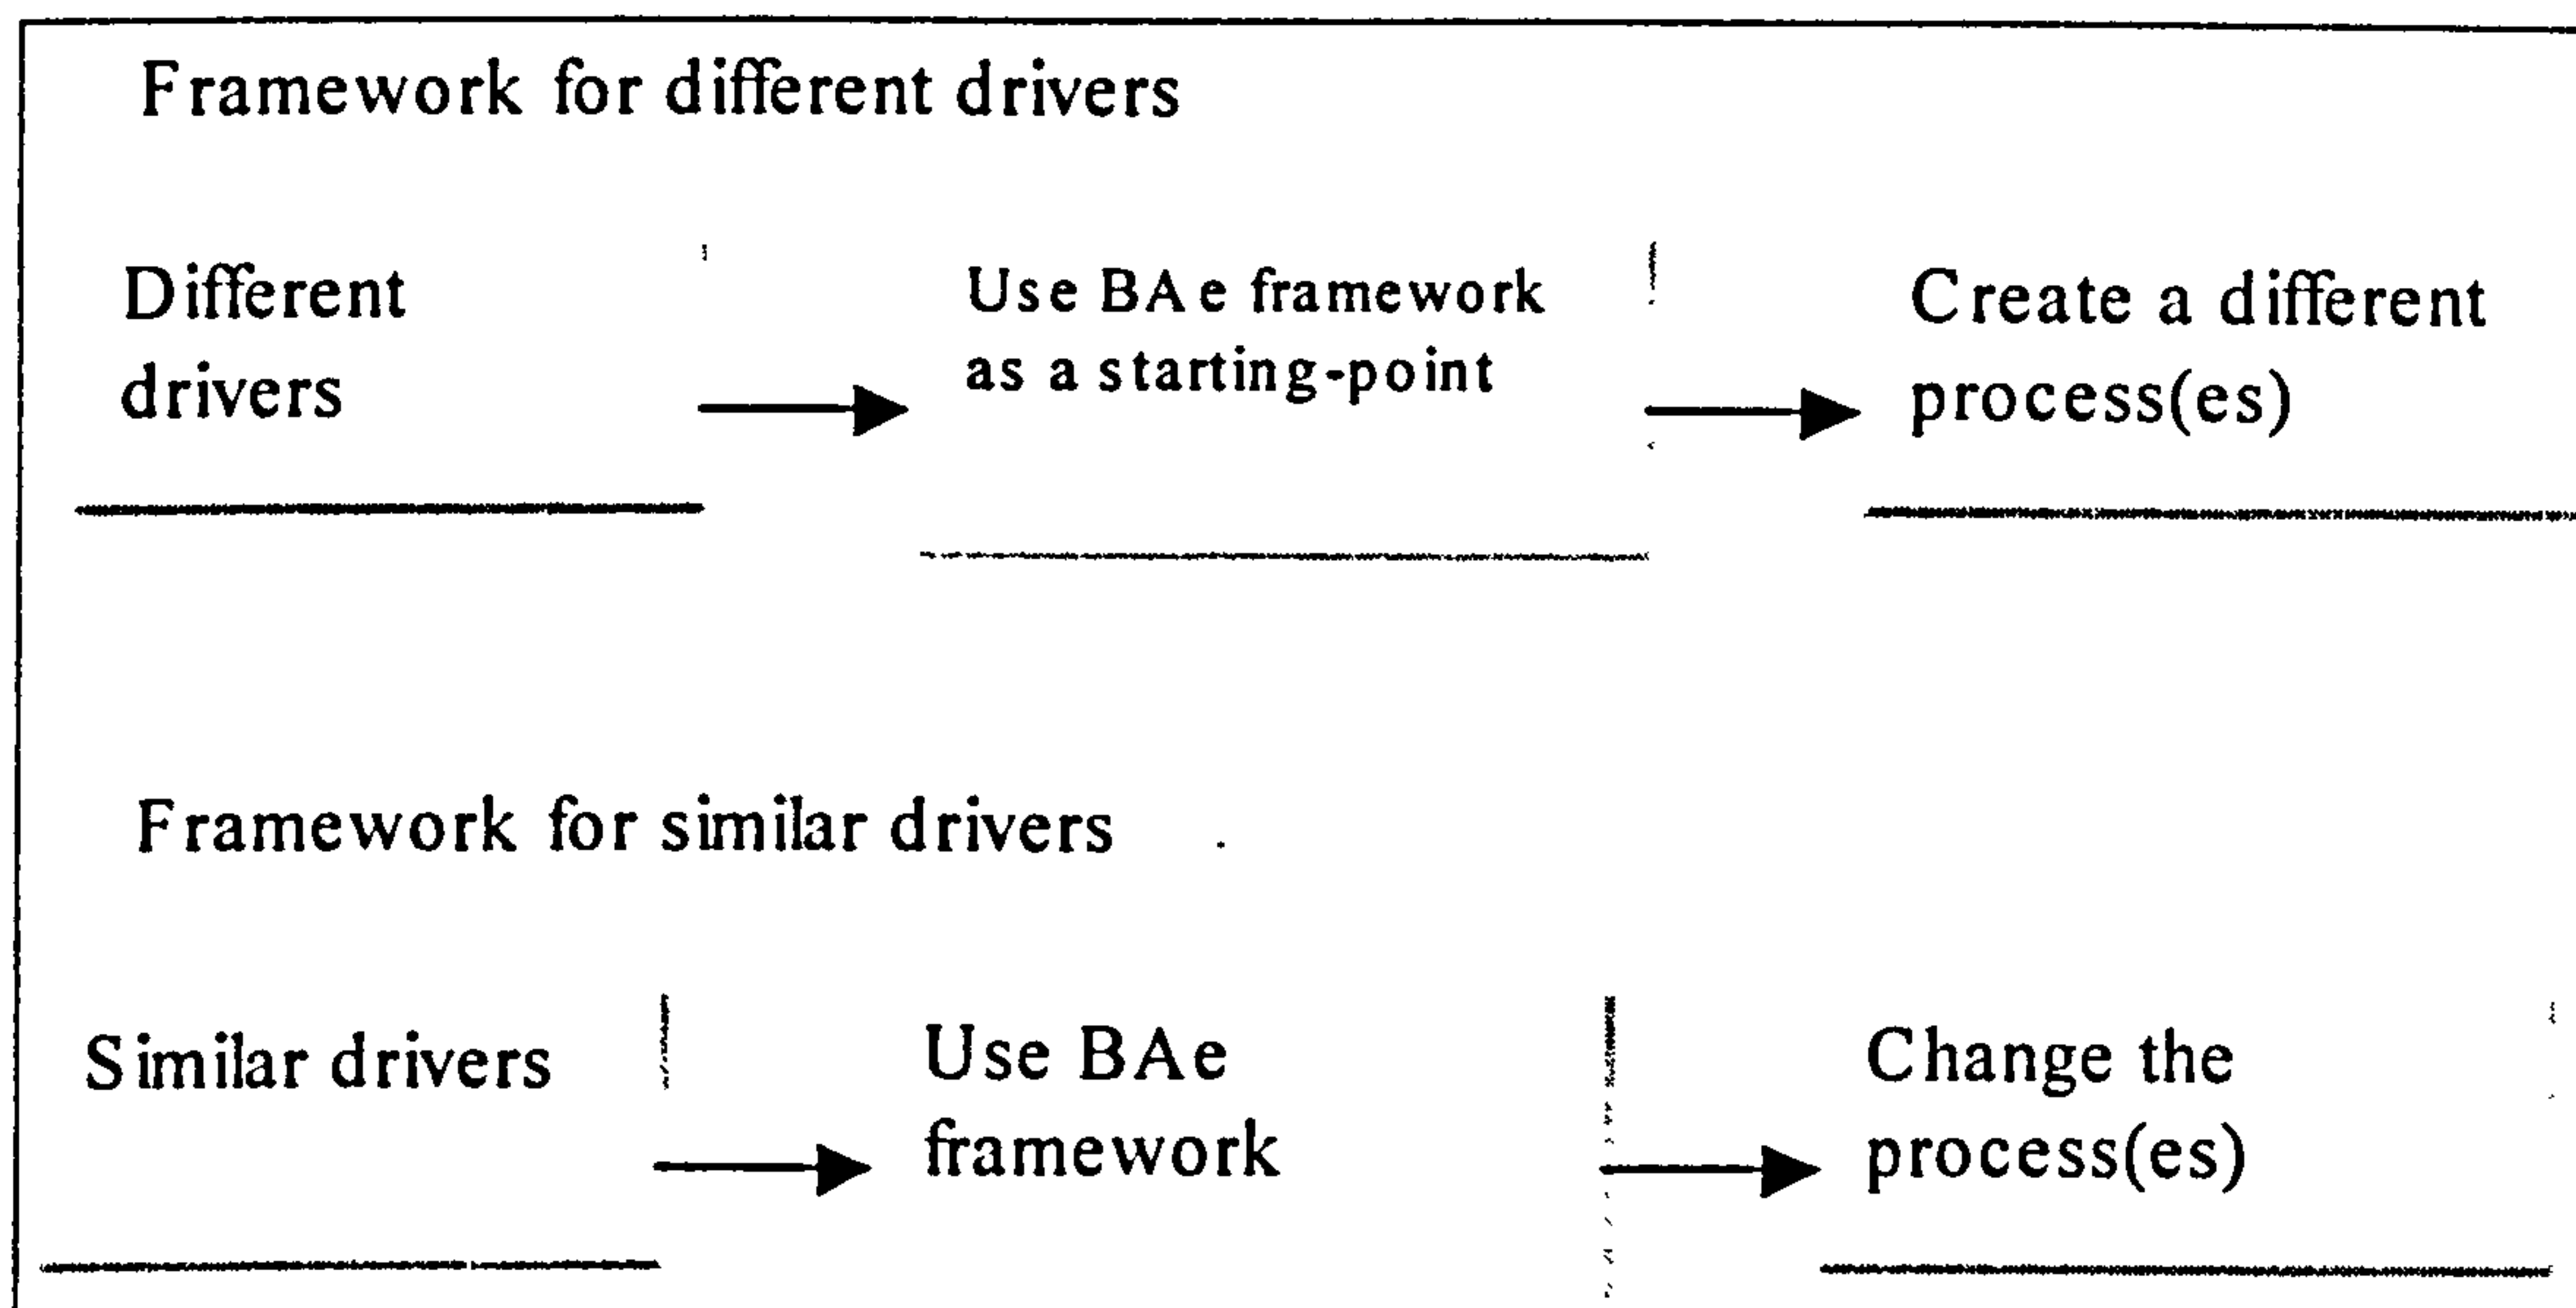 Framework for different drivers
Different
drivers
Use BAe framework
as a starting-point
Create a different
process(es)
Framework for similar drivers
Similar drivers
Use BAe
framework
Change the
process(es)